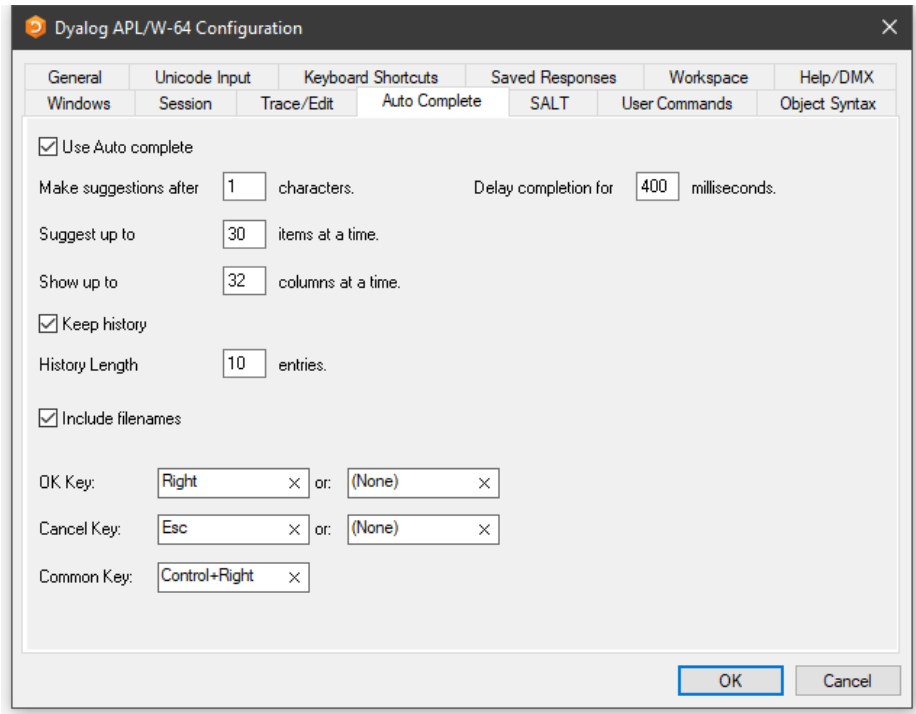 Dyalog APL/W-64 Configuration
General Unicode Input Keyboard Shortcuts Saved Responses Workspace Help/DMX
Windows Session Trace/Edit Auto Complete SALT User Commands Object Syntax
Use Auto complete
Make suggestions after 1 characters. Delay completion for 400 milliseconds.
Suggest up to 30 items at a time.
Show up to 32 columns at a time.
Keep history
History Length 10 entries.
Include filenames
OK Key: Right or: (None)
Cancel Key: Esc or: (None)
Common Key: Control+Right
OK Cancel